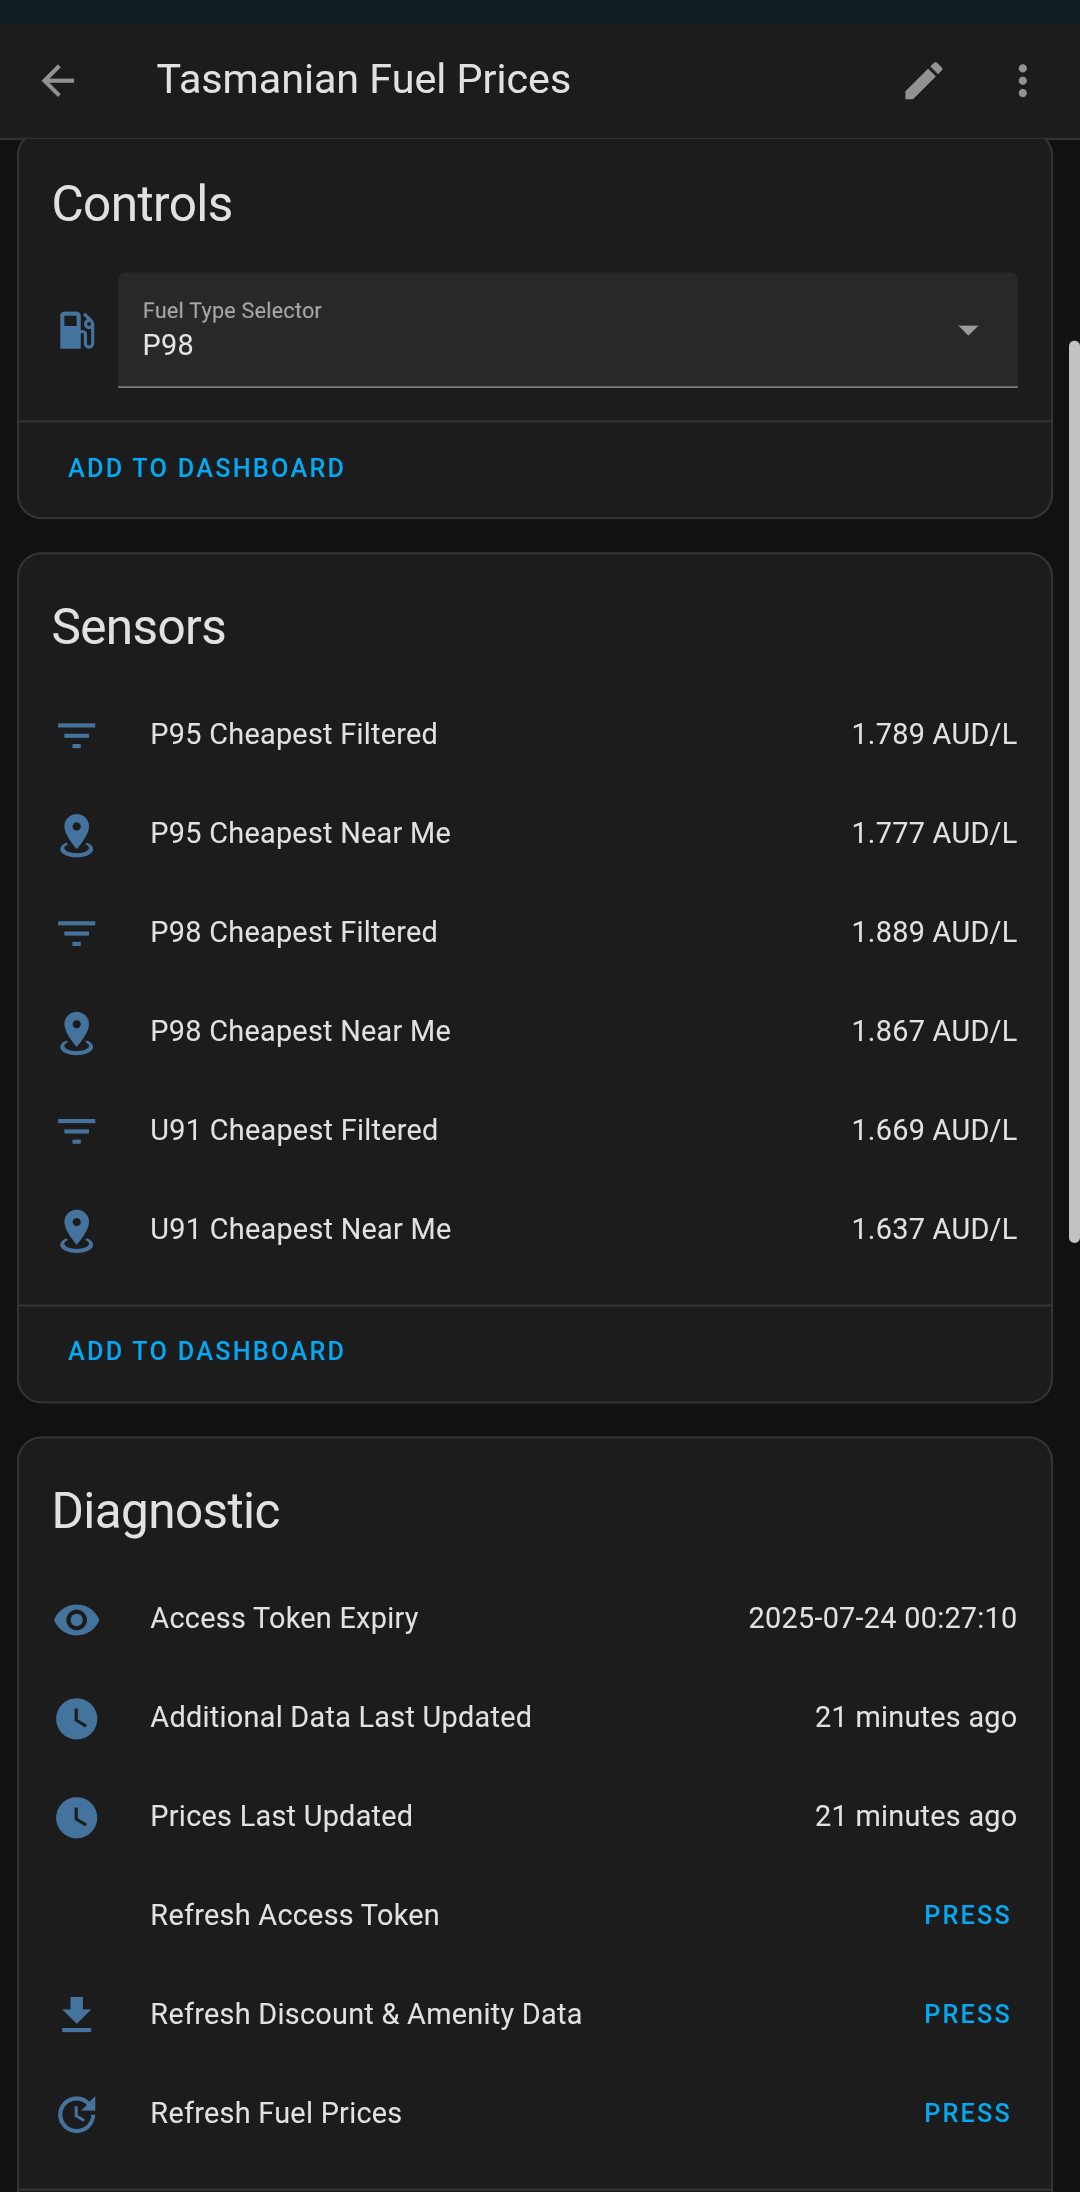 Tasmanian Fuel Prices
Controls
Fuel Type Selector
P98
ADD TO DASHBOARD
Sensors
P95 Cheapest Filtered 1.789 AUD/L
P95 Cheapest Near Me 1.777 AUD/L
P98 Cheapest Filtered 1.889 AUD/L
P98 Cheapest Near Me 1.867 AUD/L
U91 Cheapest Filtered 1.669 AUD/L
U91 Cheapest Near Me 1.637 AUD/L
ADD TO DASHBOARD
Diagnostic
Access Token Expiry 2025-07-24 00:27:10
Additional Data Last Updated 21 minutes ago
Prices Last Updated 21 minutes ago
Refresh Access Token PRESS
Refresh Discount & Amenity Data PRESS
Refresh Fuel Prices PRESS